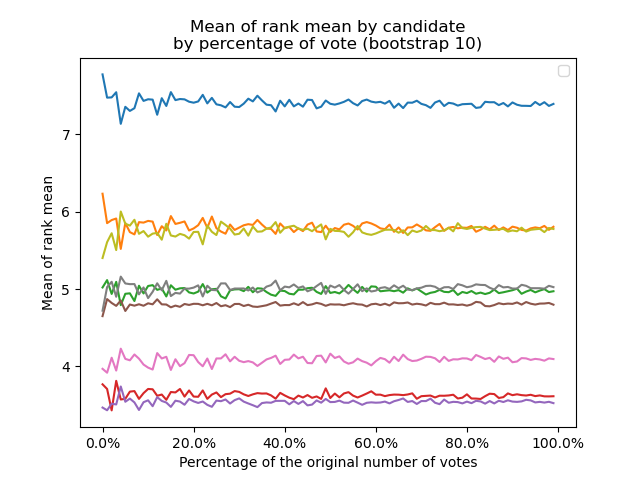 Mean of rank mean by candidate
by percentage of vote (bootstrap 10)
Mean of rank mean
7
6
5
4
0.0% 20.0% 40.0% 60.0% 80.0% 100.0%
Percentage of the original number of votes